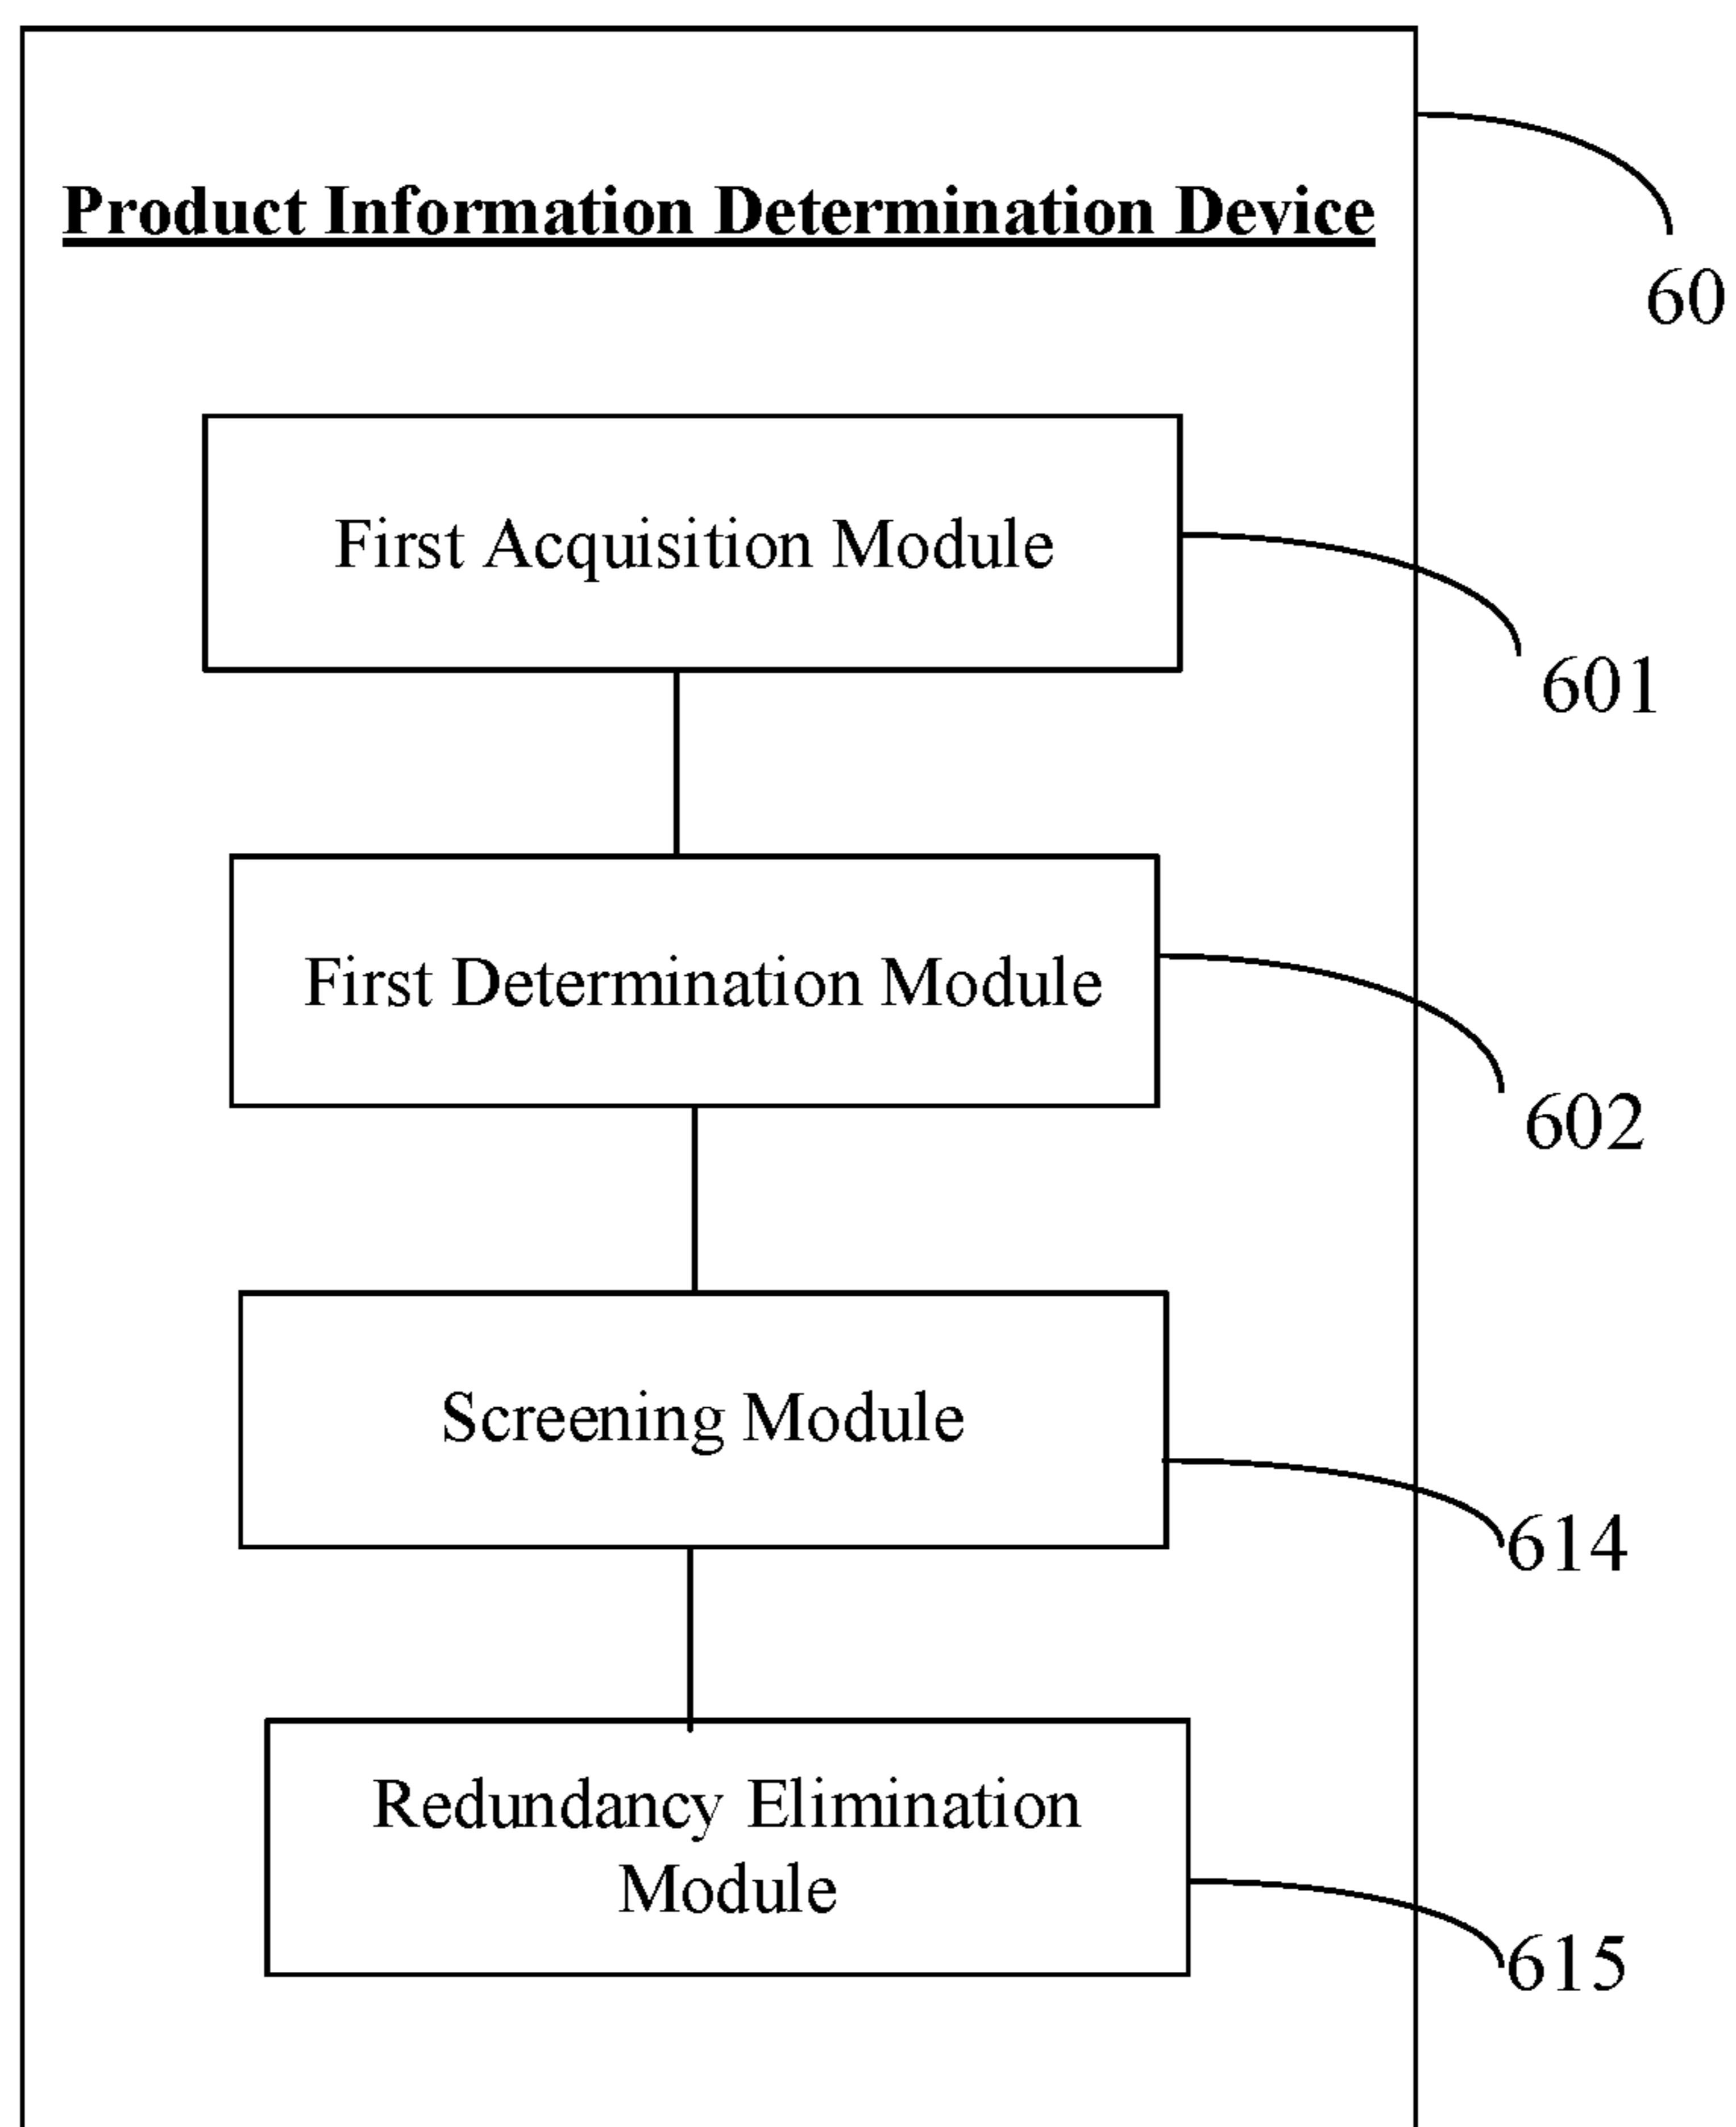 Product Information Determination Device
60
First Acquisition Module
601
First Determination Module
602
Screening Module
614
Redundancy Elimination
Module
615